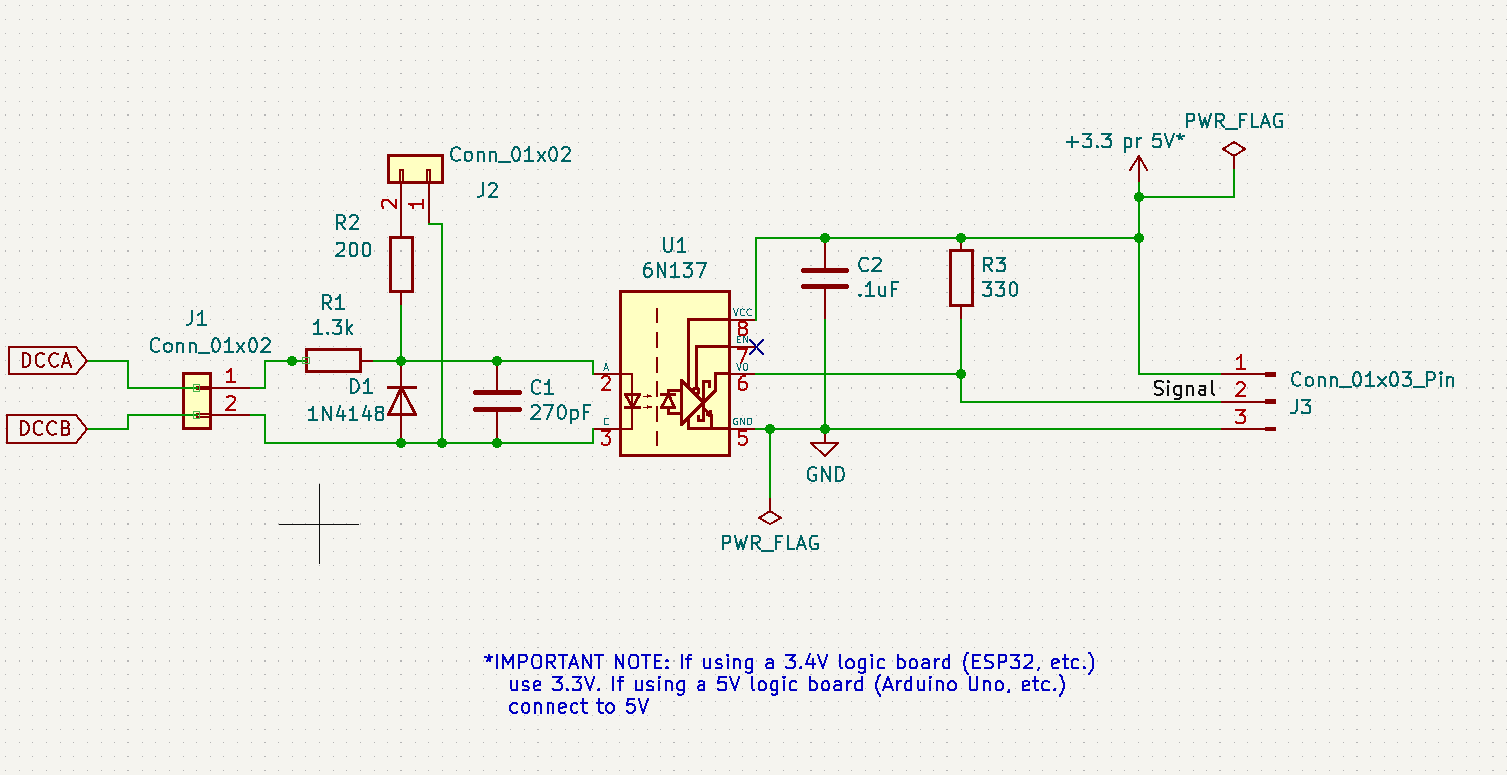 PWR_FLAG
+3.3 pr 5V*
Conn_01x02
J2
2
1
R2
200
U1
6N137
C2
.1uF
R3
330
R1
1.3k
J1
Conn_01x02
DCCA
DCCB
1
2
D1
1N4148
C1
270pF
A
2
C
3
VCC
8
EN
7
VO
6
GND
5
Signal
1
2
3
Conn_01x03_Pin
J3
GND
PWR_FLAG
*IMPORTANT NOTE: If using a 3.4V logic board (ESP32, etc.)
use 3.3V. If using a 5V logic board (Arduino Uno, etc.)
connect to 5V